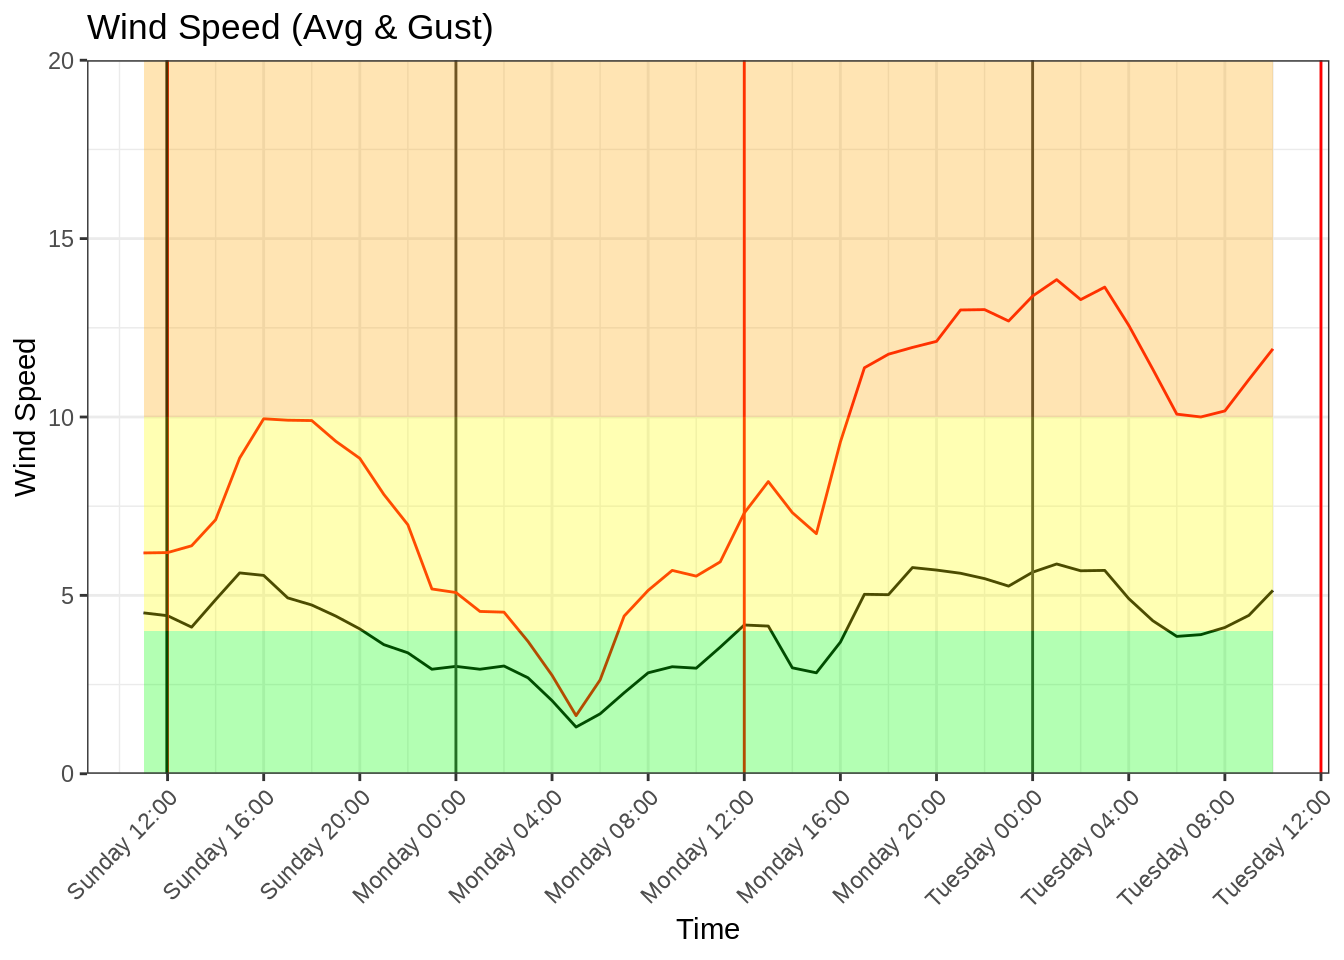 Wind Speed (Avg & Gust)
20
15
10
5
0
Wind Speed
Sunday 12:00
Sunday 16:00
Sunday 20:00
Monday 00:00
Monday 04:00
Monday 08:00
Monday 12:00
Monday 16:00
Monday 20:00
Tuesday 00:00
Tuesday 04:00
Tuesday 08:00
Tuesday 12:00
Time